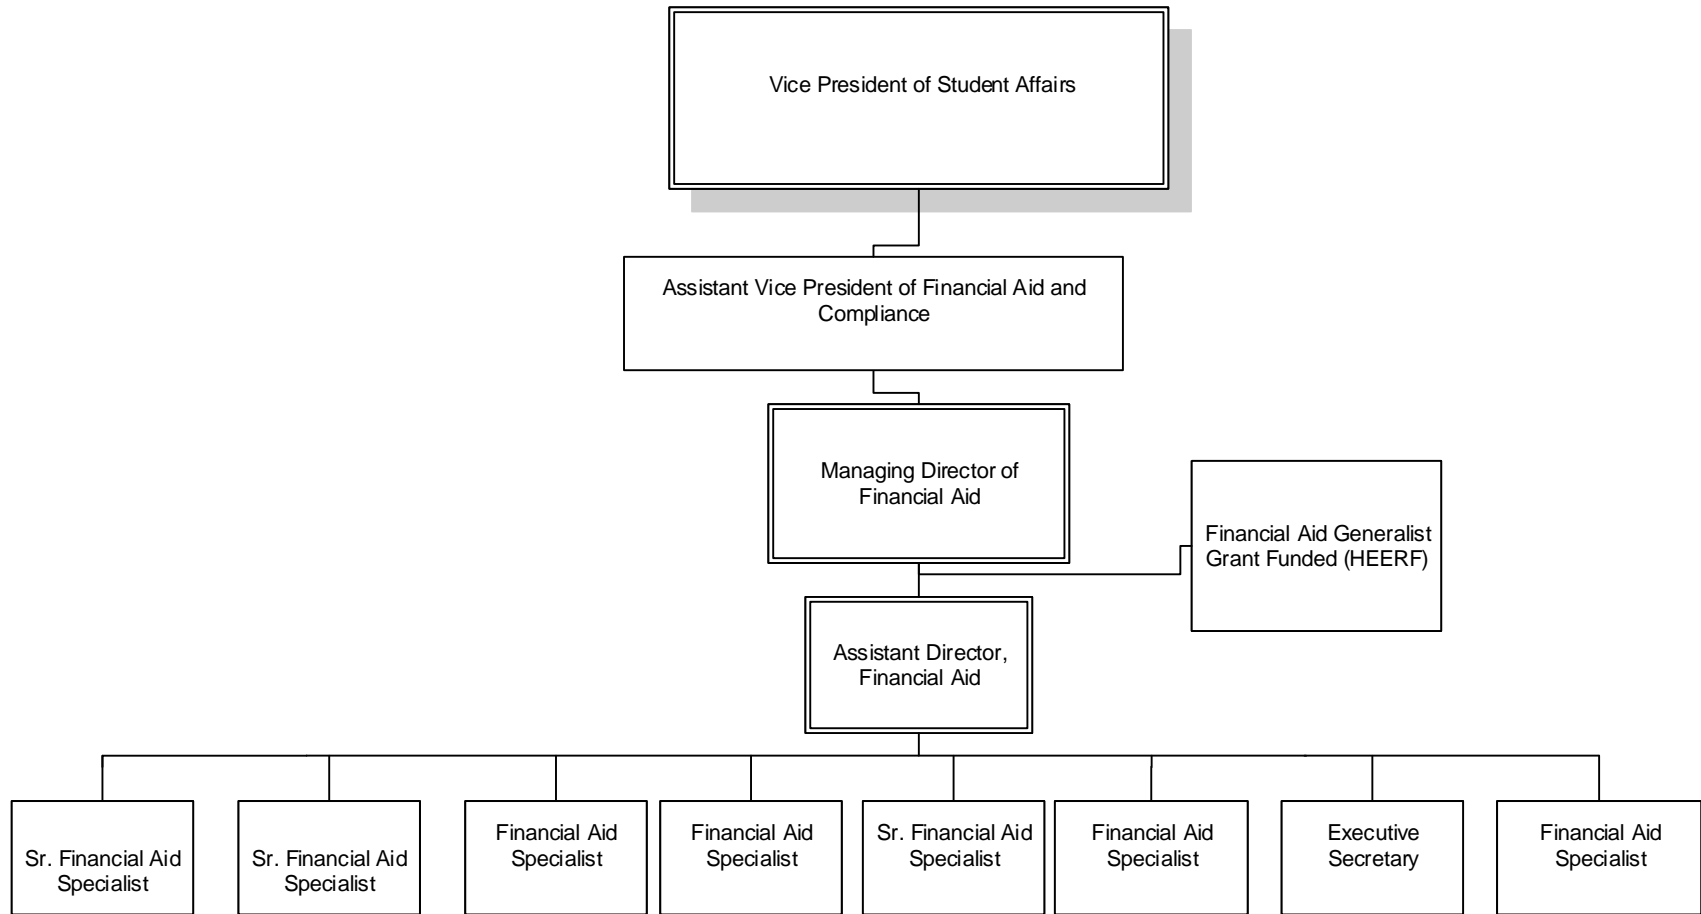 Vice President of Student Affairs
Assistant Vice President of Financial Aid and
Compliance
Managing Director of
Financial Aid
Financial Aid Generalist
Grant Funded (HEERF)
Assistant Director,
Financial Aid
Sr. Financial Aid
Specialist
Sr. Financial Aid
Specialist
Financial Aid
Specialist
Financial Aid
Specialist
Sr. Financial Aid
Specialist
Financial Aid
Specialist
Executive
Secretary
Financial Aid
Specialist